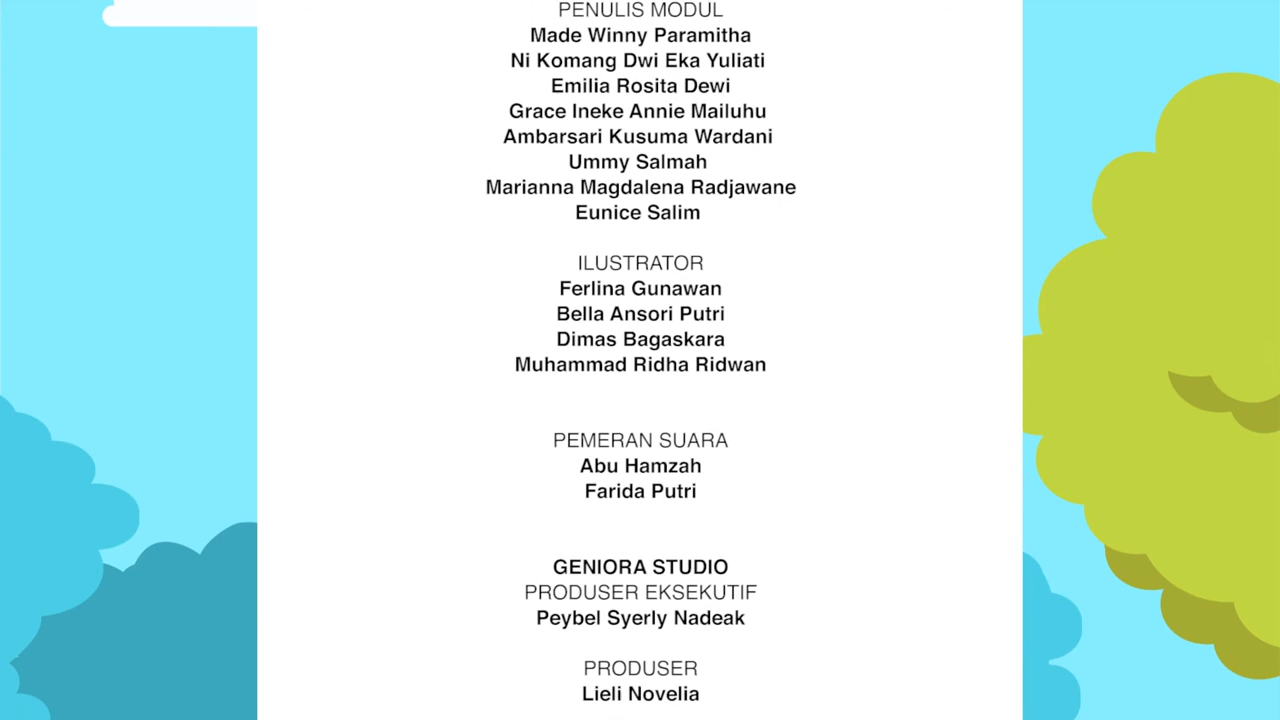 PENULIS MODUL
Made Winny Paramitha
Ni Komang Dwi Eka Yuliati
Emilia Rosita Dewi
Grace Ineke Annie Mailuhu
Ambarsari Kusuma Wardani
Ummy Salmah
Marianna Magdalena Radjawane
Eunice Salim
ILUSTRATOR
Ferlina Gunawan
Bella Ansori Putri
Dimas Bagaskara
Muhammad Ridha Ridwan
PEMERAN SUARA
Abu Hamzah
Farida Putri
GENIORA STUDIO
PRODUSER EKSEKUTIF
Peybel Syerly Nadeak
PRODUSER
Lieli Novelia